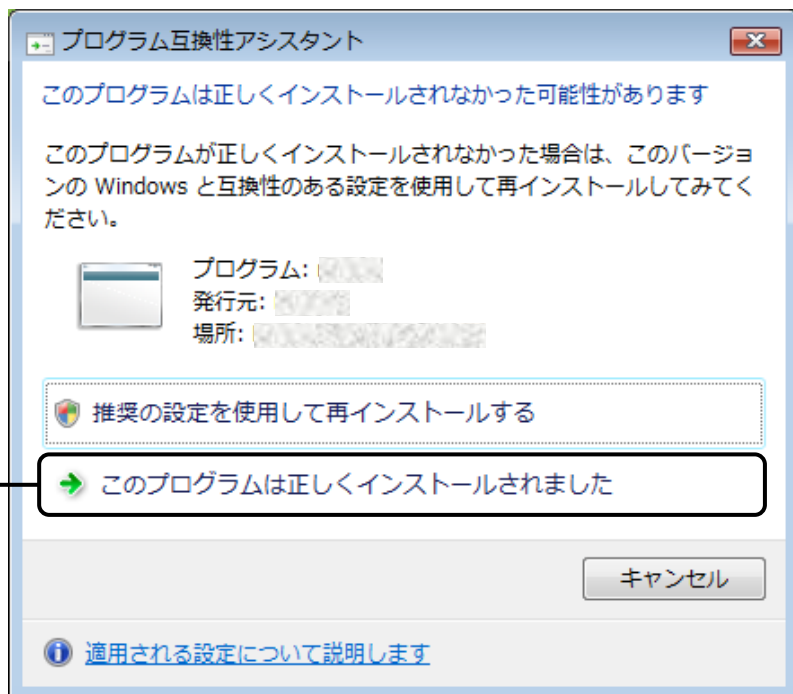 プログラム互換性アシスタント
このプログラムは正しくインストールされなかった可能性があります
このプログラムが正しくインストールされなかった場合は、このバージョ
ンの Windows と互換性のある設定を使用して再インストールしてみてく
ださい。
プログラム:
発行元:
場所:
推奨の設定を使用して再インストールする
このプログラムは正しくインストールされました
キャンセル
適用される設定について説明します